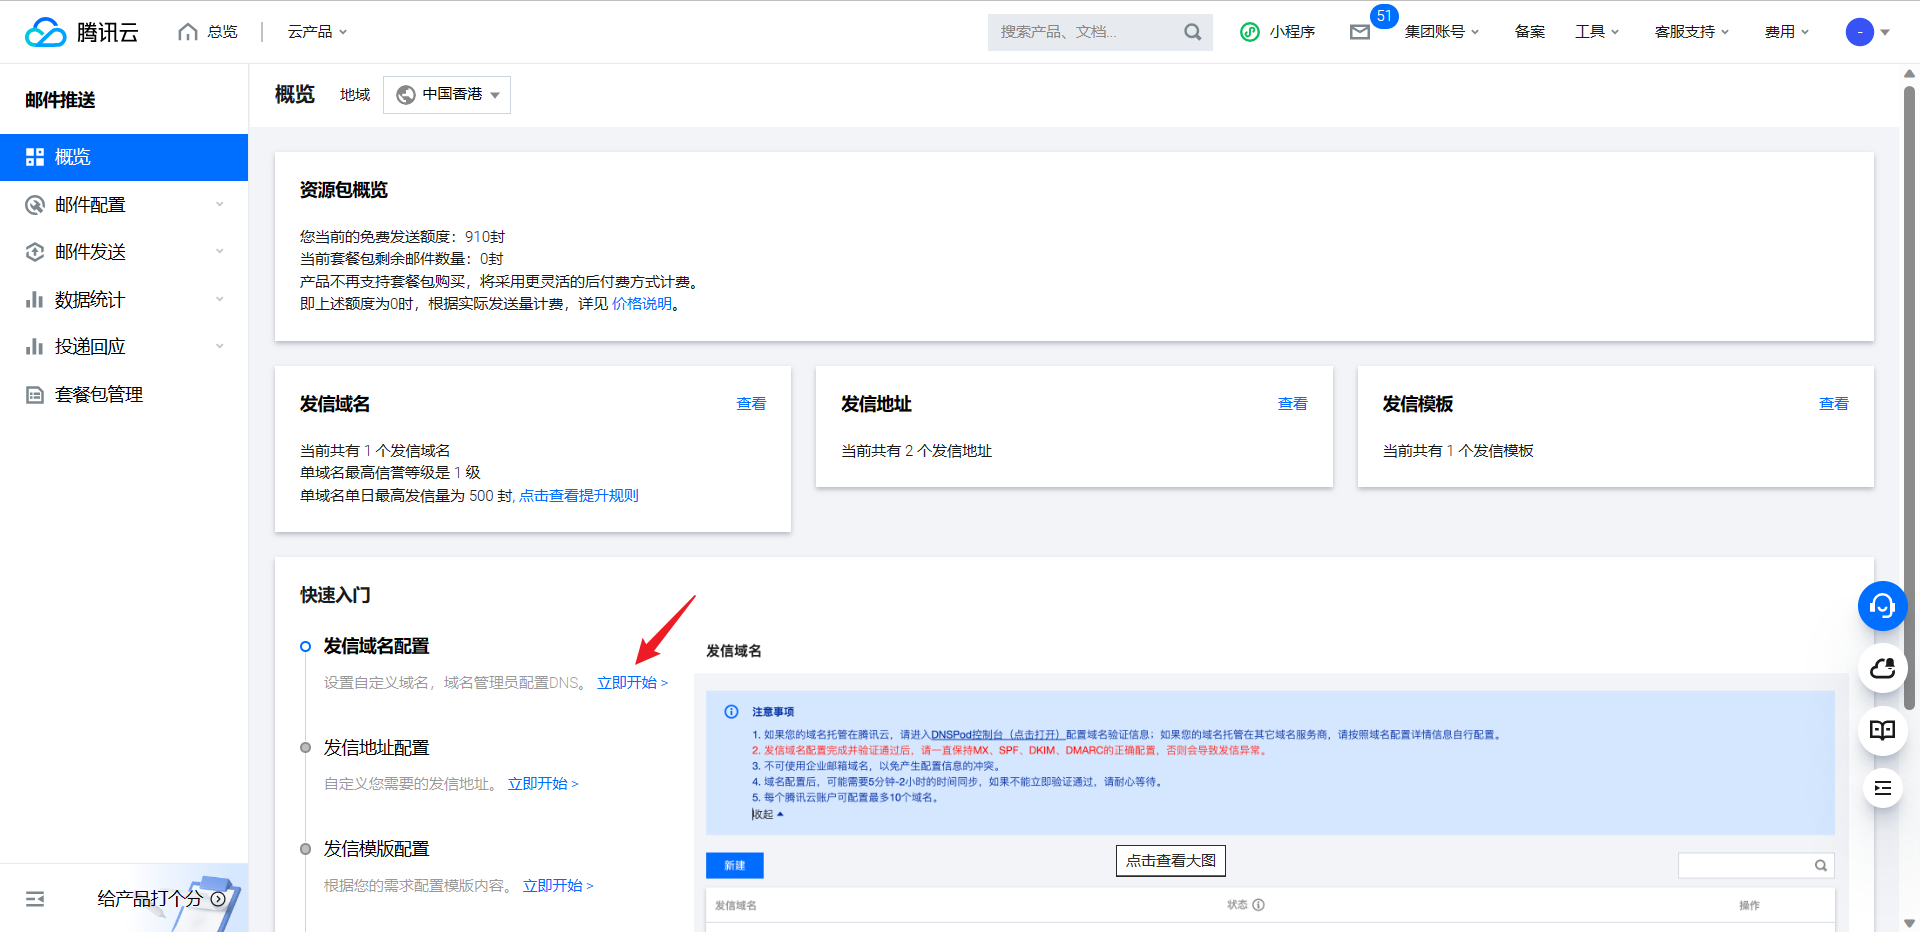 腾讯云
总览
云产品
搜索产品、文档...
小程序
51
集团账号
备案
工具
客服支持
费用
-
邮件推送
概览
邮件配置
邮件发送
数据统计
投递回应
套餐包管理
给产品打个分
概览
地域
中国香港
资源包概览
您当前的免费发送额度：910封
当前套餐包剩余邮件数量：0封
产品不再支持套餐包购买，将采用更灵活的后付费方式计费。
即上述额度为0时，根据实际发送量计费，详见 价格说明。
发信域名
查看
当前共有 1 个发信域名
单域名最高信誉等级是 1 级
单域名单日最高发信量为 500 封, 点击查看提升规则
发信地址
查看
当前共有 2 个发信地址
发信模板
查看
当前共有 1 个发信模板
快速入门
发信域名配置
设置自定义域名，域名管理员配置DNS。 立即开始 >
发信地址配置
自定义您需要的发信地址。 立即开始 >
发信模版配置
根据您的需求配置模版内容。 立即开始 >
发信域名
注意事项
1. 如果您的域名托管在腾讯云，请进入DNSPod控制台（点击打开）配置域名验证信息；如果您的域名托管在其它域名服务商，请按照域名配置详情信息自行配置。
2. 发信域名配置完成并验证通过后，请一直保持MX、SPF、DKIM、DMARC的正确配置，否则会导致发信异常。
3. 不可使用企业邮箱域名，以免产生配置信息的冲突。
4. 域名配置后，可能需要5分钟-2小时的时间同步，如果不能立即验证通过，请耐心等待。
5. 每个腾讯云账户可配置最多10个域名。
收起
新建
点击查看大图
发信域名
状态
操作